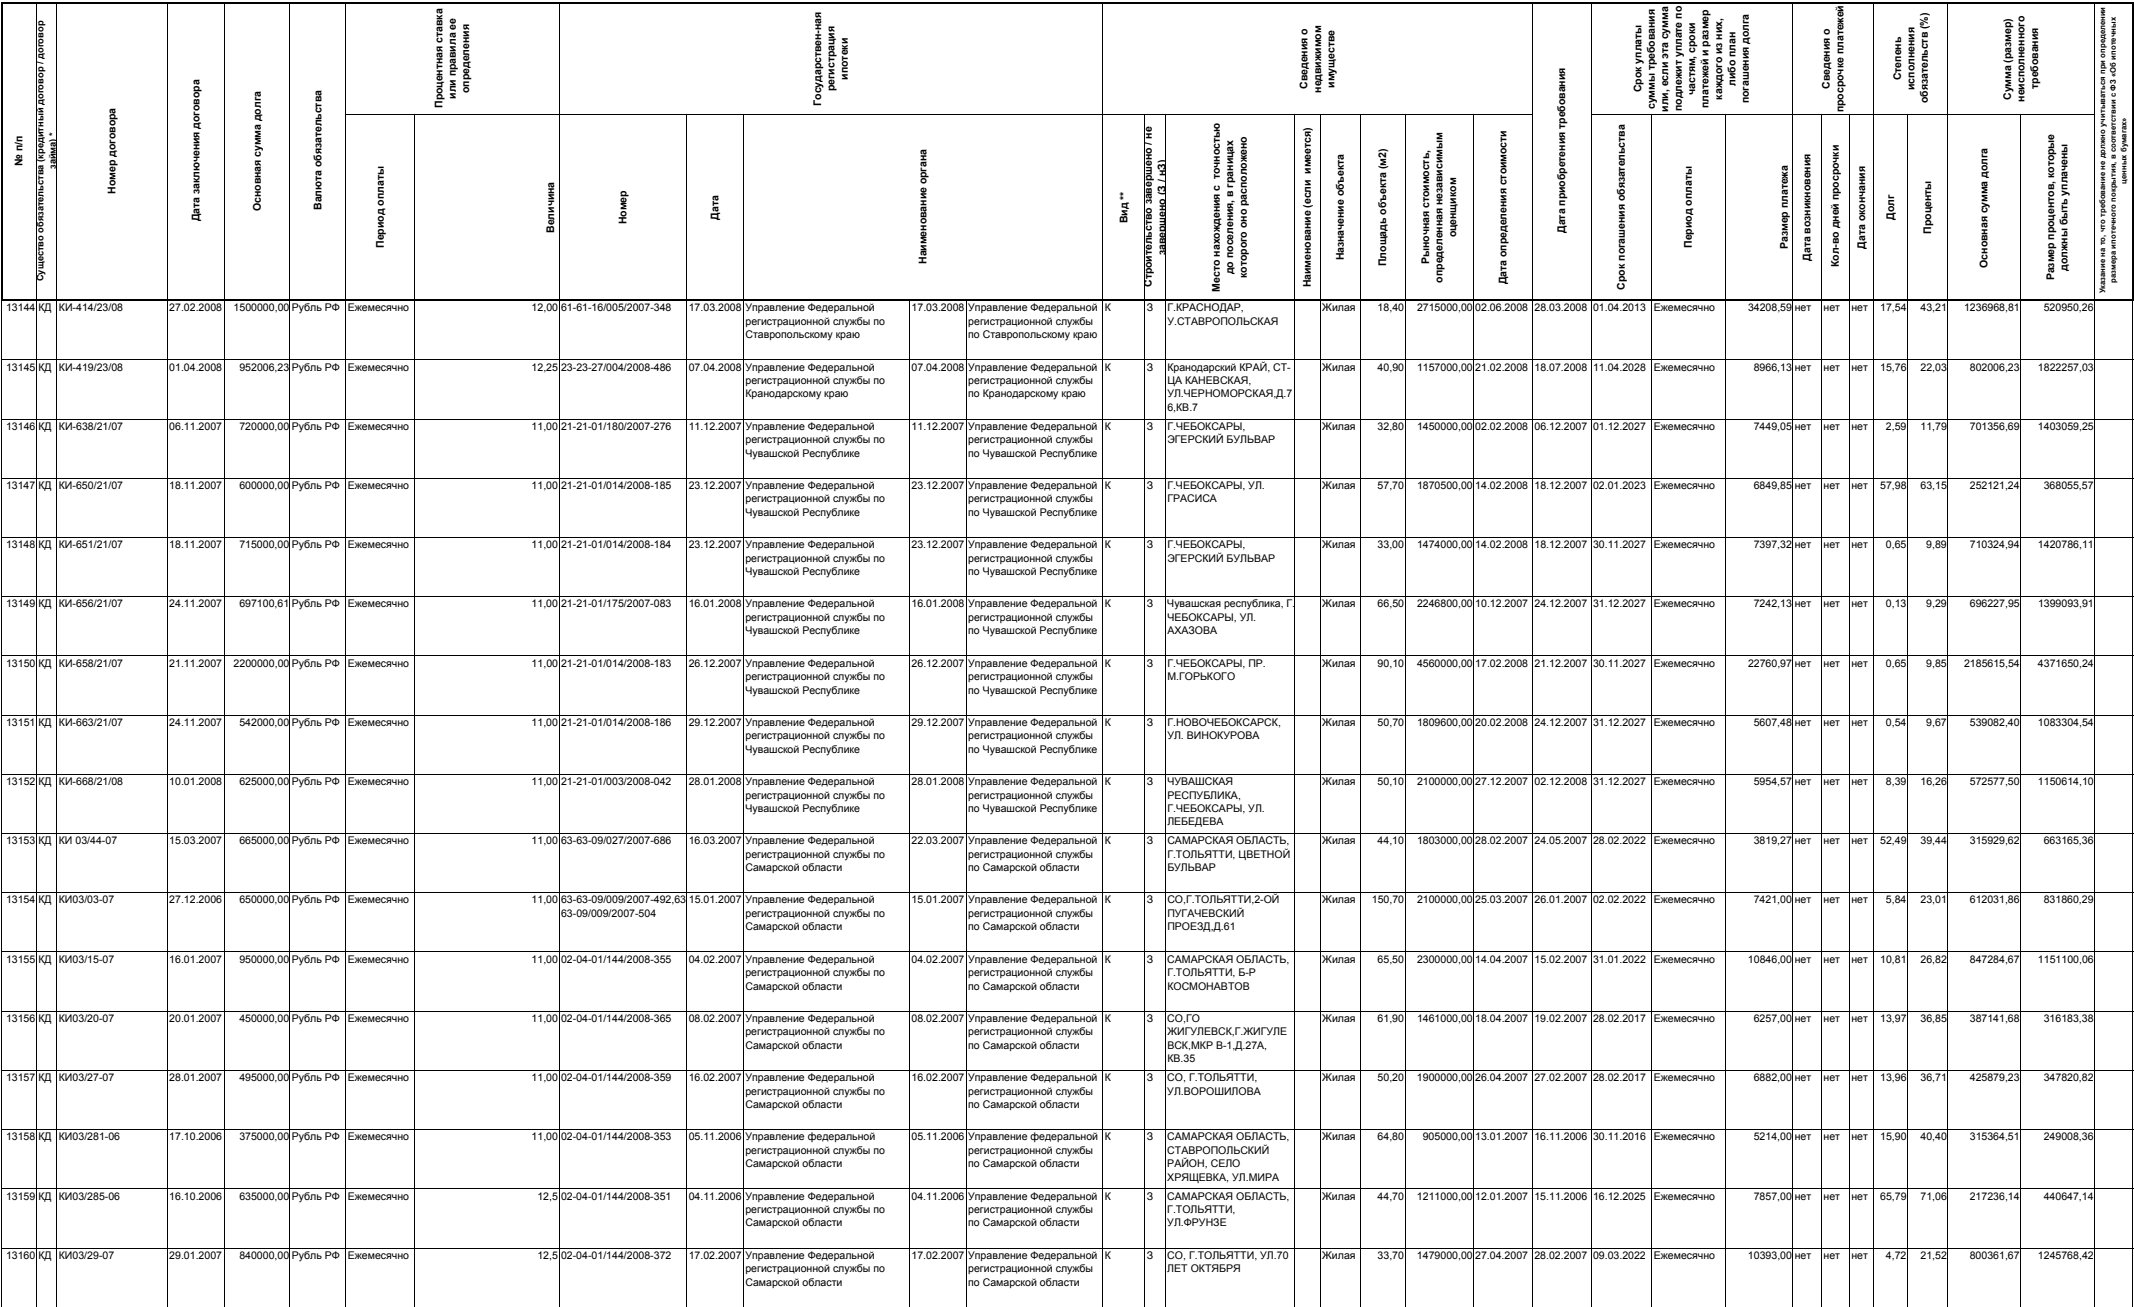 № п/п
Существо обязательства (кредитный договор / договор
займа) *
Номер договора
Дата заключения договора
Основная сумма долга
Валюта обязательства
Процентная ставка
или правила ее
определения
Период оплаты
Величина
Государствен-ная
регистрация
ипотеки
Номер
Дата
Наименование органа
Сведения о
недвижимом
имуществе
Вид **
Строительство завершено / не
завершено (З / нЗ)
Место нахождения с точностью
до поселения, в границах
которого оно расположено
Наименование (если имеется)
Назначение объекта
Площадь объекта (м2)
Рыночная стоимость,
определенная независимым
оценщиком
Дата определения стоимости
Дата приобретения требования
Срок уплаты
суммы требования
или, если эта сумма
подлежит уплате по
частям, сроки
платежей и размер
каждого из них,
либо план
погашения долга
Срок погашения обязательства
Период оплаты
Размер платежа
Сведения о
просрочке платежей
Дата возникновения
Кол-во дней просрочки
Дата окончания
Степень
исполнения
обязательств (%)
Долг
Проценты
Сумма (размер)
неисполненного
требования
Основная сумма долга
Размер процентов, которые
должны быть уплачены
Указание на то, что требование не должно учитываться при определении
размера ипотечного покрытия, в соответствии с ФЗ «Об ипотечных
ценных бумагах»
13144 КД КИ-414/23/08 27.02.2008 1500000,00 Рубль РФ Ежемесячно 12,00 61-61-16/005/2007-348 17.03.2008 Управление Федеральной 17.03.2008 Управление Федеральной К З Г.КРАСНОДАР, Жилая 18,40 2715000,00 02.06.2008 28.03.2008 01.04.2013 Ежемесячно 34208,59 нет нет нет 17,54 43,21 1236968,81 520950,26
регистрационной службы по регистрационной службы У.СТАВРОПОЛЬСКАЯ
Ставропольскому краю по Ставропольскому краю
13145 КД КИ-419/23/08 01.04.2008 952006,23 Рубль РФ Ежемесячно 12,25 23-23-27/004/2008-486 07.04.2008 Управление Федеральной 07.04.2008 Управление Федеральной К З Кранодарский КРАЙ, СТ- Жилая 40,90 1157000,00 21.02.2008 18.07.2008 11.04.2028 Ежемесячно 8966,13 нет нет нет 15,76 22,03 802006,23 1822257,03
регистрационной службы по регистрационной службы ЦА КАНЕВСКАЯ,
Кранодарскому краю по Кранодарскому краю УЛ.ЧЕРНОМОРСКАЯ,Д.7
6,КВ.7
13146 КД КИ-638/21/07 06.11.2007 720000,00 Рубль РФ Ежемесячно 11,00 21-21-01/180/2007-276 11.12.2007 Управление Федеральной 11.12.2007 Управление Федеральной К З Г.ЧЕБОКСАРЫ, Жилая 32,80 1450000,00 02.02.2008 06.12.2007 01.12.2027 Ежемесячно 7449,05 нет нет нет 2,59 11,79 701356,69 1403059,25
регистрационной службы по регистрационной службы ЭГЕРСКИЙ БУЛЬВАР
Чувашской Республике по Чувашской Республике
13147 КД КИ-650/21/07 18.11.2007 600000,00 Рубль РФ Ежемесячно 11,00 21-21-01/014/2008-185 23.12.2007 Управление Федеральной 23.12.2007 Управление Федеральной К З Г.ЧЕБОКСАРЫ, УЛ. Жилая 57,70 1870500,00 14.02.2008 18.12.2007 02.01.2023 Ежемесячно 6849,85 нет нет нет 57,98 63,15 252121,24 368055,57
регистрационной службы по регистрационной службы ГРАСИСА
Чувашской Республике по Чувашской Республике
13148 КД КИ-651/21/07 18.11.2007 715000,00 Рубль РФ Ежемесячно 11,00 21-21-01/014/2008-184 23.12.2007 Управление Федеральной 23.12.2007 Управление Федеральной К З Г.ЧЕБОКСАРЫ, Жилая 33,00 1474000,00 14.02.2008 18.12.2007 30.11.2027 Ежемесячно 7397,32 нет нет нет 0,65 9,89 710324,94 1420786,11
регистрационной службы по регистрационной службы ЭГЕРСКИЙ БУЛЬВАР
Чувашской Республике по Чувашской Республике
13149 КД КИ-656/21/07 24.11.2007 697100,61 Рубль РФ Ежемесячно 11,00 21-21-01/175/2007-083 16.01.2008 Управление Федеральной 16.01.2008 Управление Федеральной К З Чувашская республика, Г. Жилая 66,50 2246800,00 10.12.2007 24.12.2007 31.12.2027 Ежемесячно 7242,13 нет нет нет 0,13 9,29 696227,95 1399093,91
регистрационной службы по регистрационной службы ЧЕБОКСАРЫ, УЛ.
Чувашской Республике по Чувашской Республике АХАЗОВА
13150 КД КИ-658/21/07 21.11.2007 2200000,00 Рубль РФ Ежемесячно 11,00 21-21-01/014/2008-183 26.12.2007 Управление Федеральной 26.12.2007 Управление Федеральной К З Г.ЧЕБОКСАРЫ, ПР. Жилая 90,10 4560000,00 17.02.2008 21.12.2007 30.11.2027 Ежемесячно 22760,97 нет нет нет 0,65 9,85 2185615,54 4371650,24
регистрационной службы по регистрационной службы М.ГОРЬКОГО
Чувашской Республике по Чувашской Республике
13151 КД КИ-663/21/07 24.11.2007 542000,00 Рубль РФ Ежемесячно 11,00 21-21-01/014/2008-186 29.12.2007 Управление Федеральной 29.12.2007 Управление Федеральной К З Г.НОВОЧЕБОКСАРСК, Жилая 50,70 1809600,00 20.02.2008 24.12.2007 31.12.2027 Ежемесячно 5607,48 нет нет нет 0,54 9,67 539082,40 1083304,54
регистрационной службы по регистрационной службы УЛ. ВИНОКУРОВА
Чувашской Республике по Чувашской Республике
13152 КД КИ-668/21/08 10.01.2008 625000,00 Рубль РФ Ежемесячно 11,00 21-21-01/003/2008-042 28.01.2008 Управление Федеральной 28.01.2008 Управление Федеральной К З ЧУВАШСКАЯ Жилая 50,10 2100000,00 27.12.2007 02.12.2008 31.12.2027 Ежемесячно 5954,57 нет нет нет 8,39 16,26 572577,50 1150614,10
регистрационной службы по регистрационной службы РЕСПУБЛИКА,
Чувашской Республике по Чувашской Республике Г.ЧЕБОКСАРЫ, УЛ.
ЛЕБЕДЕВА
13153 КД КИ 03/44-07 15.03.2007 665000,00 Рубль РФ Ежемесячно 11,00 63-63-09/027/2007-686 16.03.2007 Управление Федеральной 22.03.2007 Управление Федеральной К З САМАРСКАЯ ОБЛАСТЬ, Жилая 44,10 1803000,00 28.02.2007 24.05.2007 28.02.2022 Ежемесячно 3819,27 нет нет нет 52,49 39,44 315929,62 663165,36
регистрационной службы по регистрационной службы Г.ТОЛЬЯТТИ, ЦВЕТНОЙ
Самарской области по Самарской области БУЛЬВАР
13154 КД КИ03/03-07 27.12.2006 650000,00 Рубль РФ Ежемесячно 11,00 63-63-09/009/2007-492,63 15.01.2007 Управление Федеральной 15.01.2007 Управление Федеральной К З СО,Г.ТОЛЬЯТТИ,2-ОЙ Жилая 150,70 2100000,00 25.03.2007 26.01.2007 02.02.2022 Ежемесячно 7421,00 нет нет нет 5,84 23,01 612031,86 831860,29
63-09/009/2007-504 регистрационной службы по регистрационной службы ПУГАЧЕВСКИЙ
Самарской области по Самарской области ПРОЕЗД,Д.61
13155 КД КИ03/15-07 16.01.2007 950000,00 Рубль РФ Ежемесячно 11,00 02-04-01/144/2008-355 04.02.2007 Управление Федеральной 04.02.2007 Управление Федеральной К З САМАРСКАЯ ОБЛАСТЬ, Жилая 65,50 2300000,00 14.04.2007 15.02.2007 31.01.2022 Ежемесячно 10846,00 нет нет нет 10,81 26,82 847284,67 1151100,06
регистрационной службы по регистрационной службы Г.ТОЛЬЯТТИ, Б-Р
Самарской области по Самарской области КОСМОНАВТОВ
13156 КД КИ03/20-07 20.01.2007 450000,00 Рубль РФ Ежемесячно 11,00 02-04-01/144/2008-365 08.02.2007 Управление Федеральной 08.02.2007 Управление Федеральной К З СО,ГО Жилая 61,90 1461000,00 18.04.2007 19.02.2007 28.02.2017 Ежемесячно 6257,00 нет нет нет 13,97 36,85 387141,68 316183,38
регистрационной службы по регистрационной службы ЖИГУЛЕВСК,Г.ЖИГУЛЕ
Самарской области по Самарской области ВСК,МКР В-1,Д.27А,
КВ.35
13157 КД КИ03/27-07 28.01.2007 495000,00 Рубль РФ Ежемесячно 11,00 02-04-01/144/2008-359 16.02.2007 Управление Федеральной 16.02.2007 Управление Федеральной К З СО, Г.ТОЛЬЯТТИ, Жилая 50,20 1900000,00 26.04.2007 27.02.2007 28.02.2017 Ежемесячно 6882,00 нет нет нет 13,96 36,71 425879,23 347820,82
регистрационной службы по регистрационной службы УЛ.ВОРОШИЛОВА
Самарской области по Самарской области
13158 КД КИ03/281-06 17.10.2006 375000,00 Рубль РФ Ежемесячно 11,00 02-04-01/144/2008-353 05.11.2006 Управление федеральной 05.11.2006 Управление федеральной К З САМАРСКАЯ ОБЛАСТЬ, Жилая 64,80 905000,00 13.01.2007 16.11.2006 30.11.2016 Ежемесячно 5214,00 нет нет нет 15,90 40,40 315364,51 249008,36
регистрационной службы по регистрационной службы СТАВРОПОЛЬСКИЙ
Самарской области по Самарской области РАЙОН, СЕЛО
ХРЯЩЕВКА, УЛ.МИРА
13159 КД КИ03/285-06 16.10.2006 635000,00 Рубль РФ Ежемесячно 12,5 02-04-01/144/2008-351 04.11.2006 Управление Федеральной 04.11.2006 Управление Федеральной К З САМАРСКАЯ ОБЛАСТЬ, Жилая 44,70 1211000,00 12.01.2007 15.11.2006 16.12.2025 Ежемесячно 7857,00 нет нет нет 65,79 71,06 217236,14 440647,14
регистрационной службы по регистрационной службы Г.ТОЛЬЯТТИ,
Самарской области по Самарской области УЛ.ФРУНЗЕ
13160 КД КИ03/29-07 29.01.2007 840000,00 Рубль РФ Ежемесячно 12,5 02-04-01/144/2008-372 17.02.2007 Управление Федеральной 17.02.2007 Управление Федеральной К З СО, Г.ТОЛЬЯТТИ, УЛ.70 Жилая 33,70 1479000,00 27.04.2007 28.02.2007 09.03.2022 Ежемесячно 10393,00 нет нет нет 4,72 21,52 800361,67 1245768,42
регистрационной службы по регистрационной службы ЛЕТ ОКТЯБРЯ
Самарской области по Самарской области